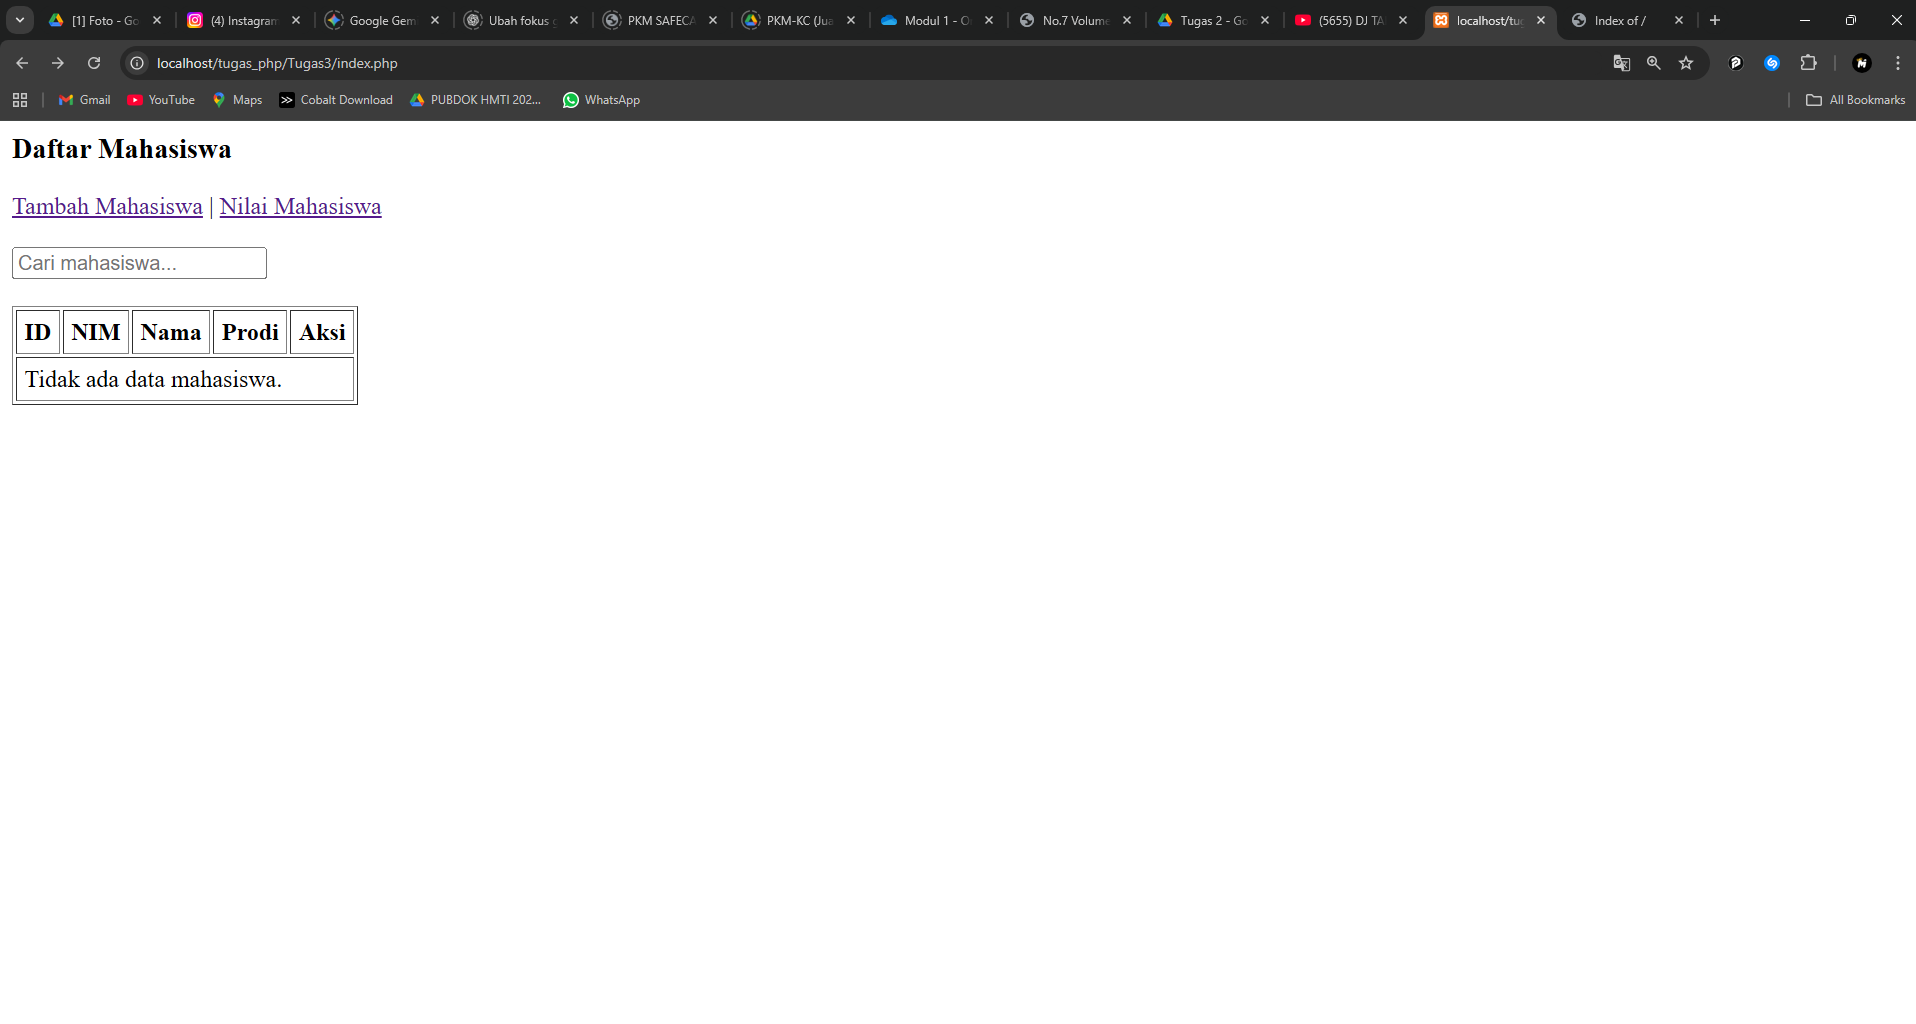 [1] Foto - Go
(4) Instagram
Google Gem
Ubah fokus g
PKM SAFECA
PKM-KC (Jua
Modul 1 - O
No.7 Volume
Tugas 2 - Go
(5655) DJ TA
localhost/tug
Index of /
localhost/tugas_php/Tugas3/index.php
Gmail
YouTube
Maps
Cobalt Download
PUBDOK HMTI 202...
WhatsApp
All Bookmarks
Daftar Mahasiswa
Tambah Mahasiswa | Nilai Mahasiswa
Cari mahasiswa...
ID NIM Nama Prodi Aksi
Tidak ada data mahasiswa.